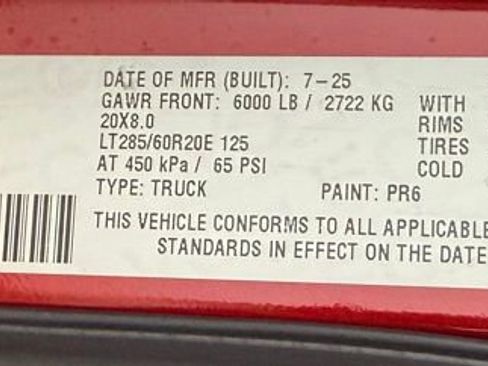 DATE OF MFR (BUILT): 7-25
GAWR FRONT: 6000 LB / 2722 KG WITH
20X8.0 RIMS
LT285/60R20E 125 TIRES
AT 450 kPa / 65 PSI COLD
TYPE: TRUCK PAINT: PR6
THIS VEHICLE CONFORMS TO ALL APPLICABLE
STANDARDS IN EFFECT ON THE DATE